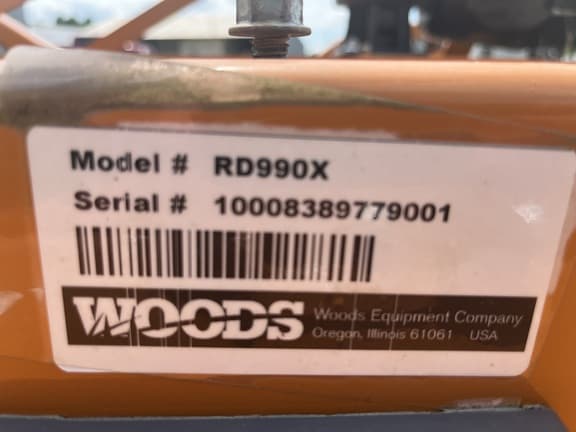 Model # RD990X
Serial # 10008389779001
WOODS
Woods Equipment Company
Oregon, Illinois 61061 USA